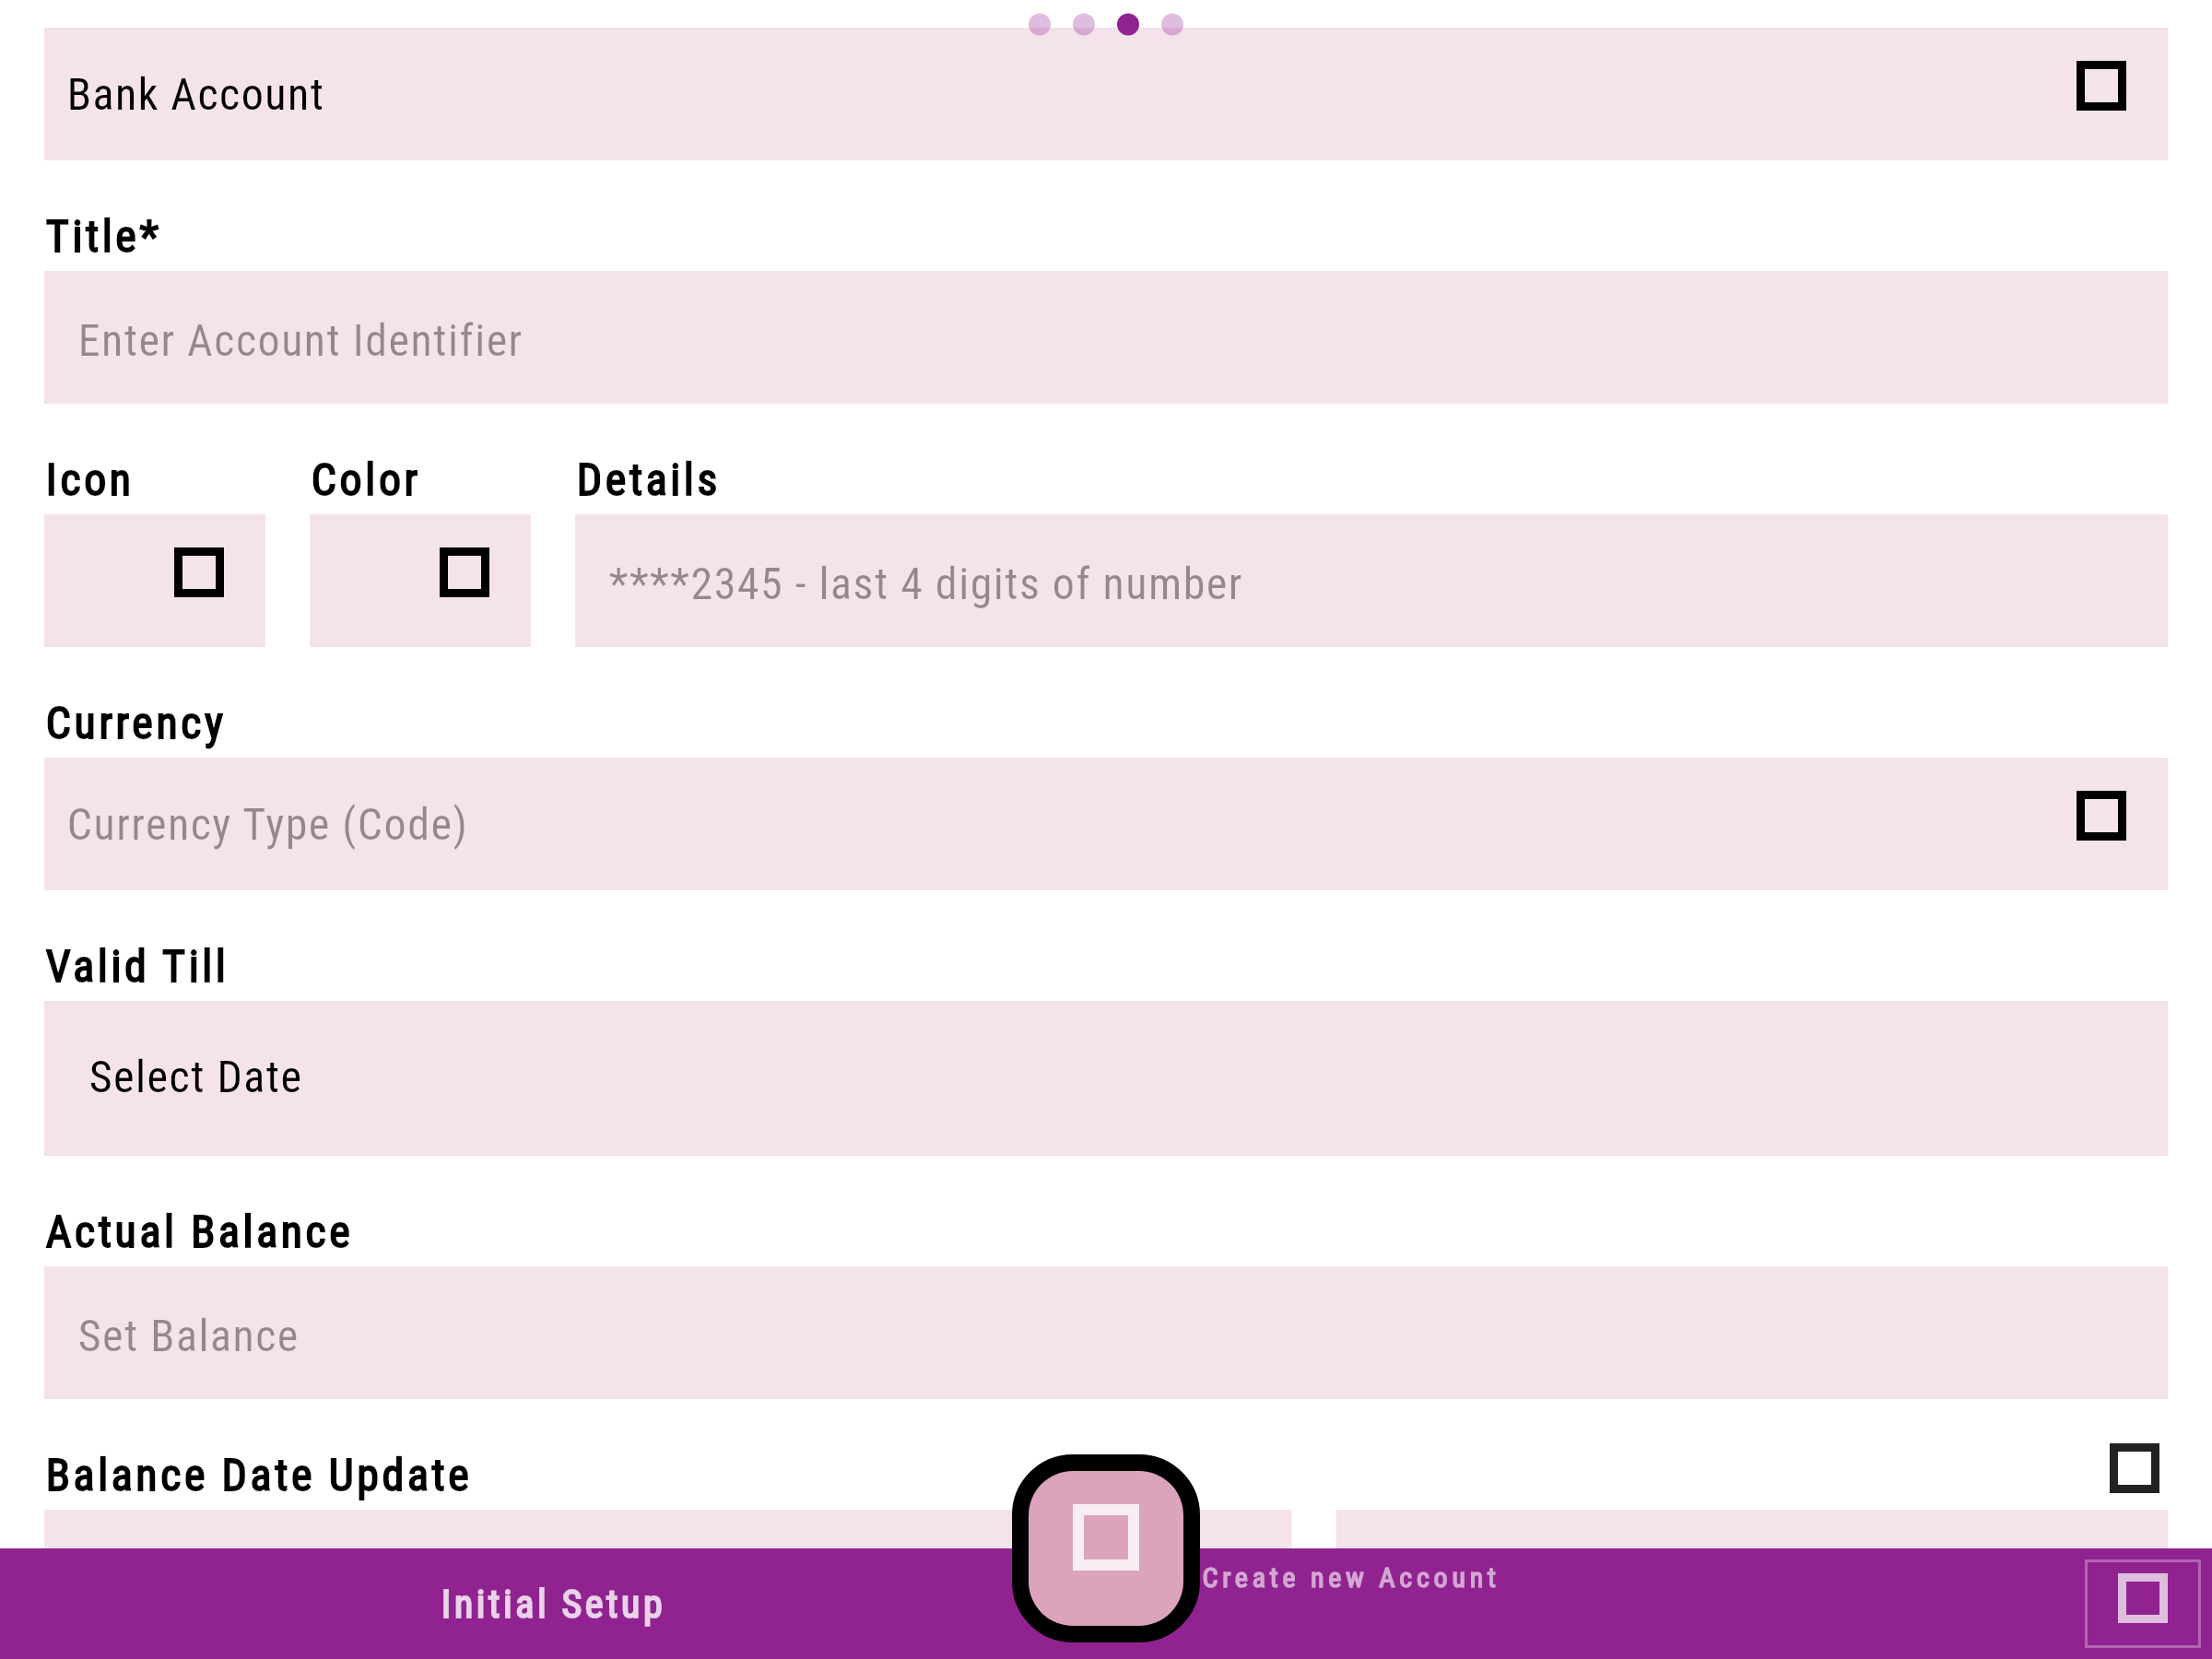 Bank Account
Title*
Enter Account Identifier
Icon Color Details
****2345 - last 4 digits of number
Currency
Currency Type (Code)
Valid Till
Select Date
Actual Balance
Set Balance
Balance Date Update
Create new Account
Initial Setup